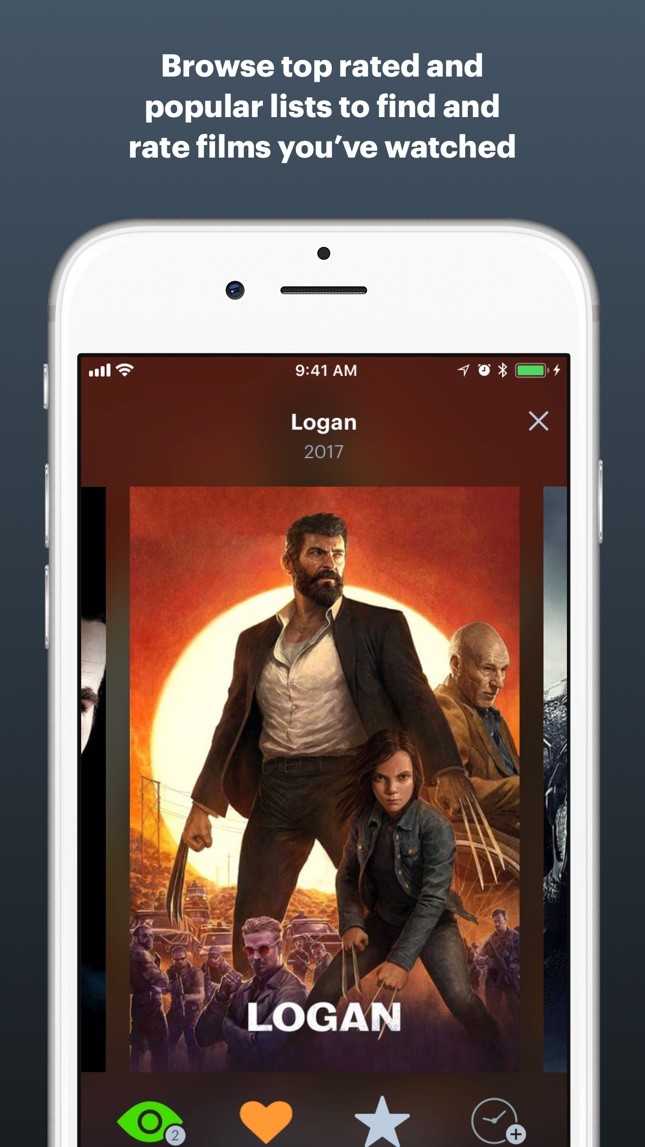 Browse top rated and
popular lists to find and
rate films you’ve watched
9:41 AM
Logan
2017
LOGAN
2